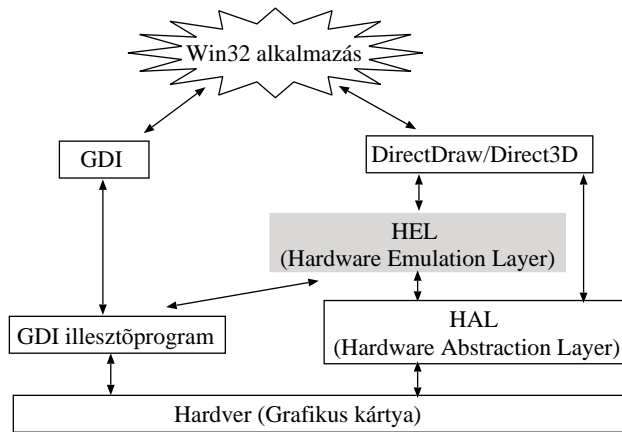 Win32 alkalmazás
GDI
DirectDraw/Direct3D
HEL
(Hardware Emulation Layer)
GDI illesztõprogram
HAL
(Hardware Abstraction Layer)
Hardver (Grafikus kártya)